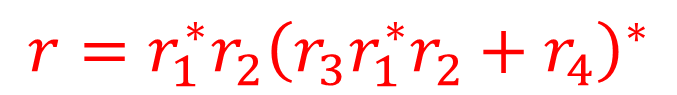 r = r₁*r₂(r₃r₁*r₂ + r₄)*